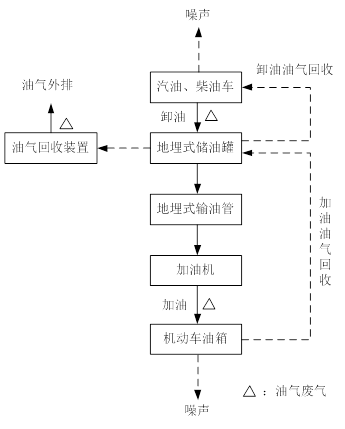 噪声
汽油、柴油车
卸油油气回收
油气外排
卸油
油气回收装置
地埋式储油罐
地埋式输油管
加油油气回收
加油机
加油
机动车油箱
：油气废气
噪声